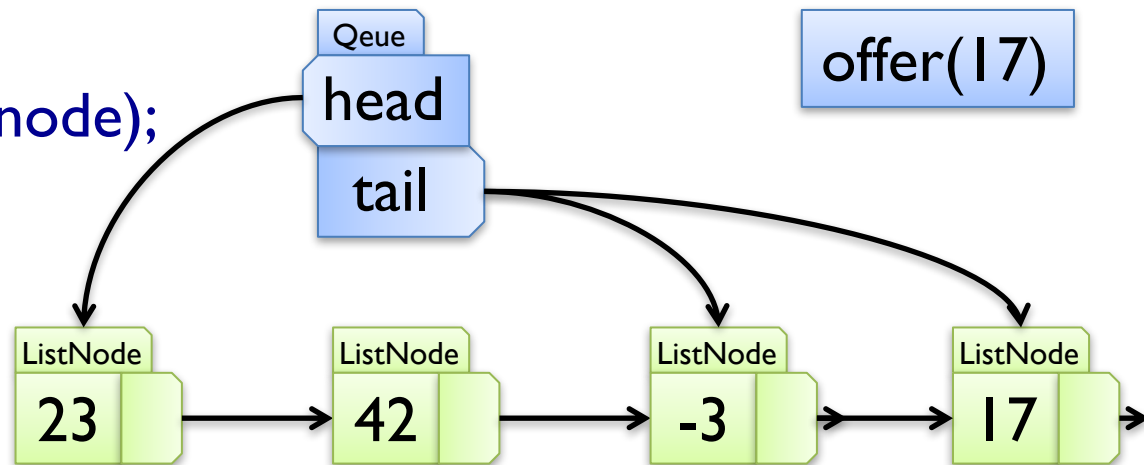 Qeue
offer(17)
head
node);
tail
ListNode
ListNode
ListNode
ListNode
23
42
-3
17